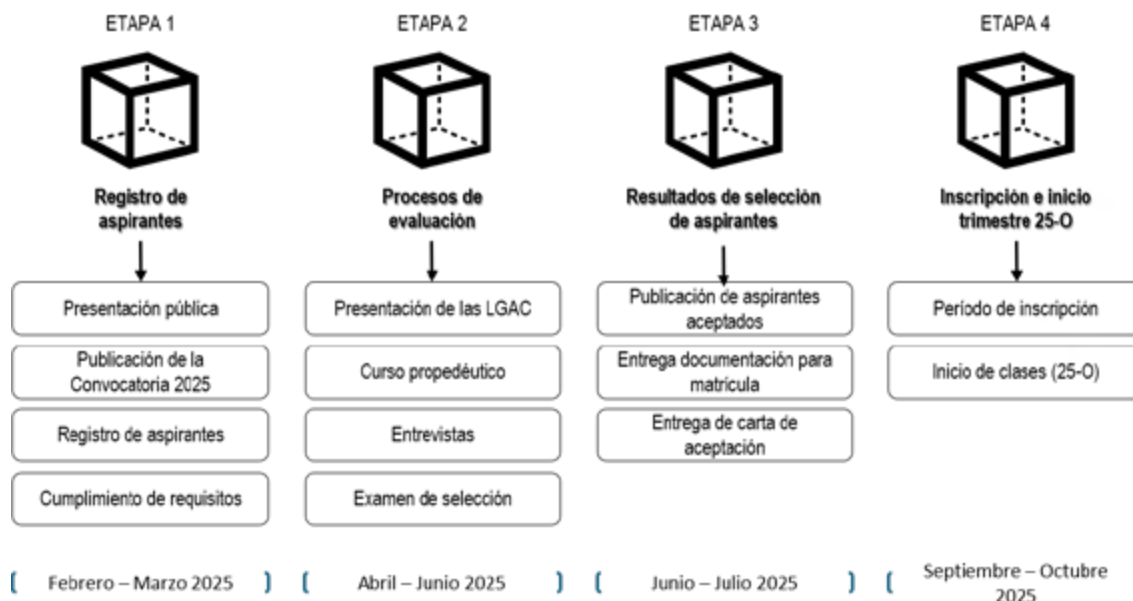 ETAPA 1
Registro de
aspirantes
Presentación pública
Publicación de la
Convocatoria 2025
Registro de aspirantes
Cumplimiento de requisitos
Febrero – Marzo 2025
ETAPA 2
Procesos de
evaluación
Presentación de las LGAC
Curso propedéutico
Entrevistas
Examen de selección
Abril – Junio 2025
ETAPA 3
Resultados de selección
de aspirantes
Publicación de aspirantes
aceptados
Entrega documentación para
matrícula
Entrega de carta de
aceptación
Junio – Julio 2025
ETAPA 4
Inscripción e inicio
trimestre 25-O
Período de inscripción
Inicio de clases (25-O)
Septiembre – Octubre
2025